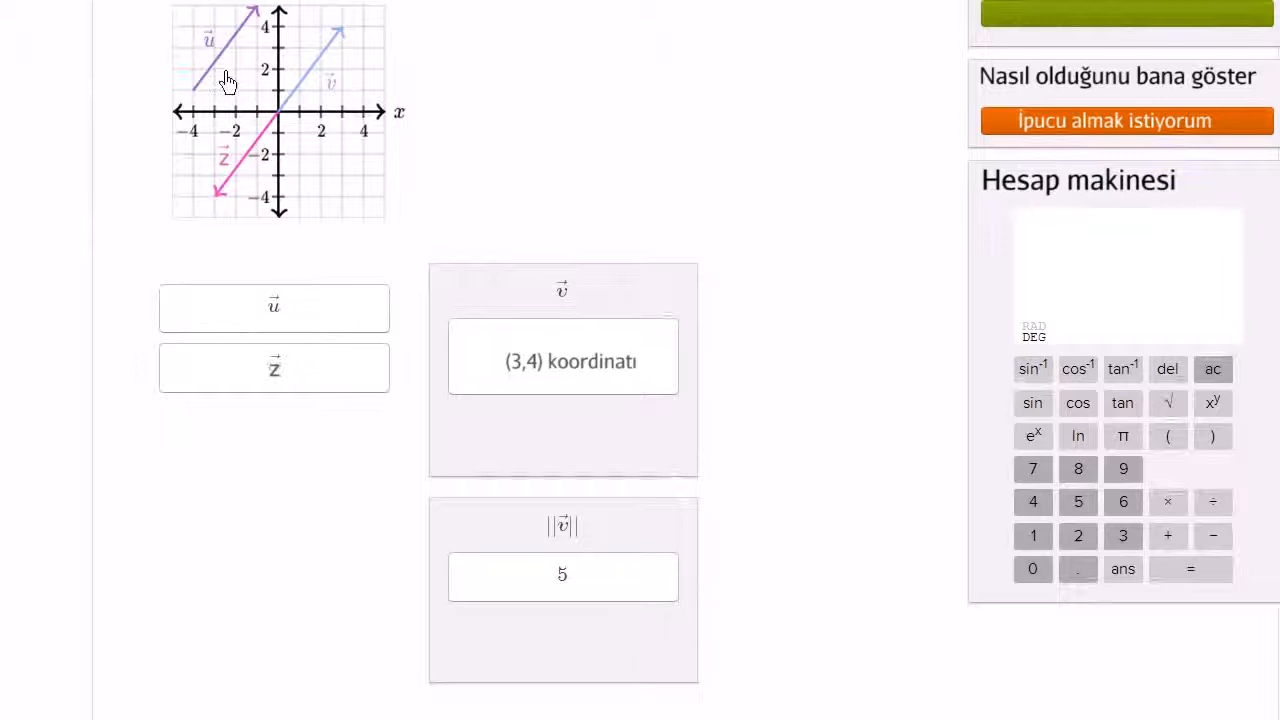 4
u⃗
2
v⃗
x
−4
−2
2
4
z⃗
−2
−4
u⃗
z⃗
v⃗
(3,4) koordinatı
||v⃗||
5
Nasıl olduğunu bana göster
İpucu almak istiyorum
Hesap makinesi
RAD
DEG
sin⁻¹ cos⁻¹ tan⁻¹ del ac
sin cos tan √ xʸ
eˣ ln π ( )
7 8 9
4 5 6 × ÷
1 2 3 + −
0 . ans =